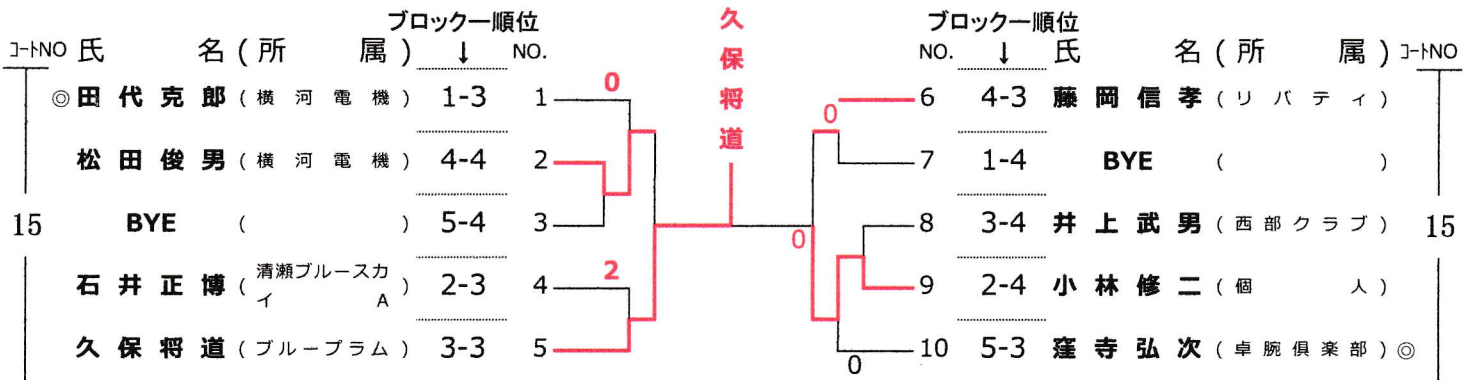 久保将道
ブロックー順位
コートNO 氏 名 ( 所 属 ) ↓ NO.
◎ 田代克郎 ( 横河電機 ) 1-3 1 0
松田俊男 ( 横河電機 ) 4-4 2
15 BYE ( ) 5-4 3
石井正博 ( 清瀬ブルースカイ A ) 2-3 4 2
久保将道 ( ブループラム ) 3-3 5
ブロックー順位
NO. ↓ 氏 名 ( 所 属 ) コートNO
0 6 4-3 藤岡信孝 ( リバティ )
7 1-4 BYE ( )
0 8 3-4 井上武男 ( 西部クラブ ) 15
9 2-4 小林修二 ( 個人 )
0 10 5-3 窪寺弘次 ( 卓腕倶楽部 ) ◎